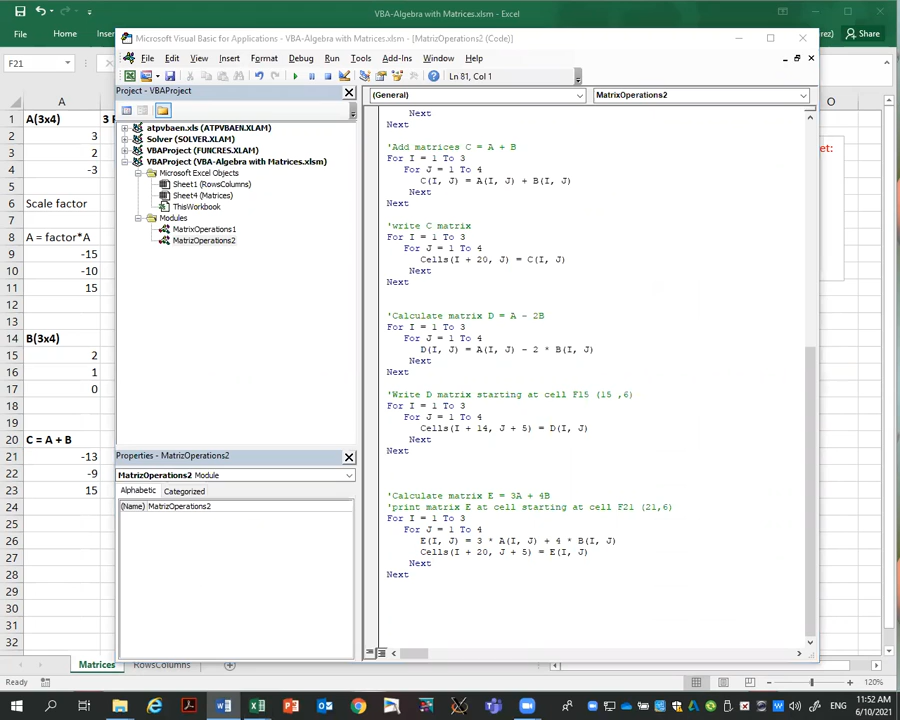 VBA-Algebra with Matrices.xlsm - Excel
File
Home
Inser
rez)
Share
F21
Microsoft Visual Basic for Applications - VBA-Algebra with Matrices.xlsm - [MatrizOperations2 (Code)]
File Edit View Insert Format Debug Run Tools Add-Ins Window Help
Ln 81, Col 1
Project - VBAProject
(General)
MatrizOperations2
atpvbaen.xls (ATPVBAEN.XLAM)
Solver (SOLVER.XLAM)
VBAProject (FUNCRES.XLAM)
VBAProject (VBA-Algebra with Matrices.xlsm)
Microsoft Excel Objects
Sheet1 (RowsColumns)
Sheet4 (Matrices)
ThisWorkbook
Modules
MatrixOperations1
MatrizOperations2
Properties - MatrizOperations2
MatrizOperations2 Module
Alphabetic Categorized
(Name) MatrizOperations2
Next
Next
'Add matrices C = A + B
For I = 1 To 3
For J = 1 To 4
C(I, J) = A(I, J) + B(I, J)
Next
Next
'write C matrix
For I = 1 To 3
For J = 1 To 4
Cells(I + 20, J) = C(I, J)
Next
Next
'Calculate matrix D = A - 2B
For I = 1 To 3
For J = 1 To 4
D(I, J) = A(I, J) - 2 * B(I, J)
Next
Next
'Write D matrix starting at cell F15 (15 ,6)
For I = 1 To 3
For J = 1 To 4
Cells(I + 14, J + 5) = D(I, J)
Next
Next
'Calculate matrix E = 3A + 4B
'print matrix E at cell starting at cell F21 (21,6)
For I = 1 To 3
For J = 1 To 4
E(I, J) = 3 * A(I, J) + 4 * B(I, J)
Cells(I + 20, J + 5) = E(I, J)
Next
Next
A
O
1 A(3x4) 3 F
2 3
3 2
4 -3
5
6 Scale factor
7
8 A = factor*A
9 -15
10 -10
11 15
12
13
14 B(3x4)
15 2
16 1
17 0
18
19
20 C = A + B
21 -13
22 -9
23 15
24
25
26
27
28
29
30
31
32
et:
Matrices
RowsColumns
Ready
120%
ENG
11:52 AM
6/10/2021